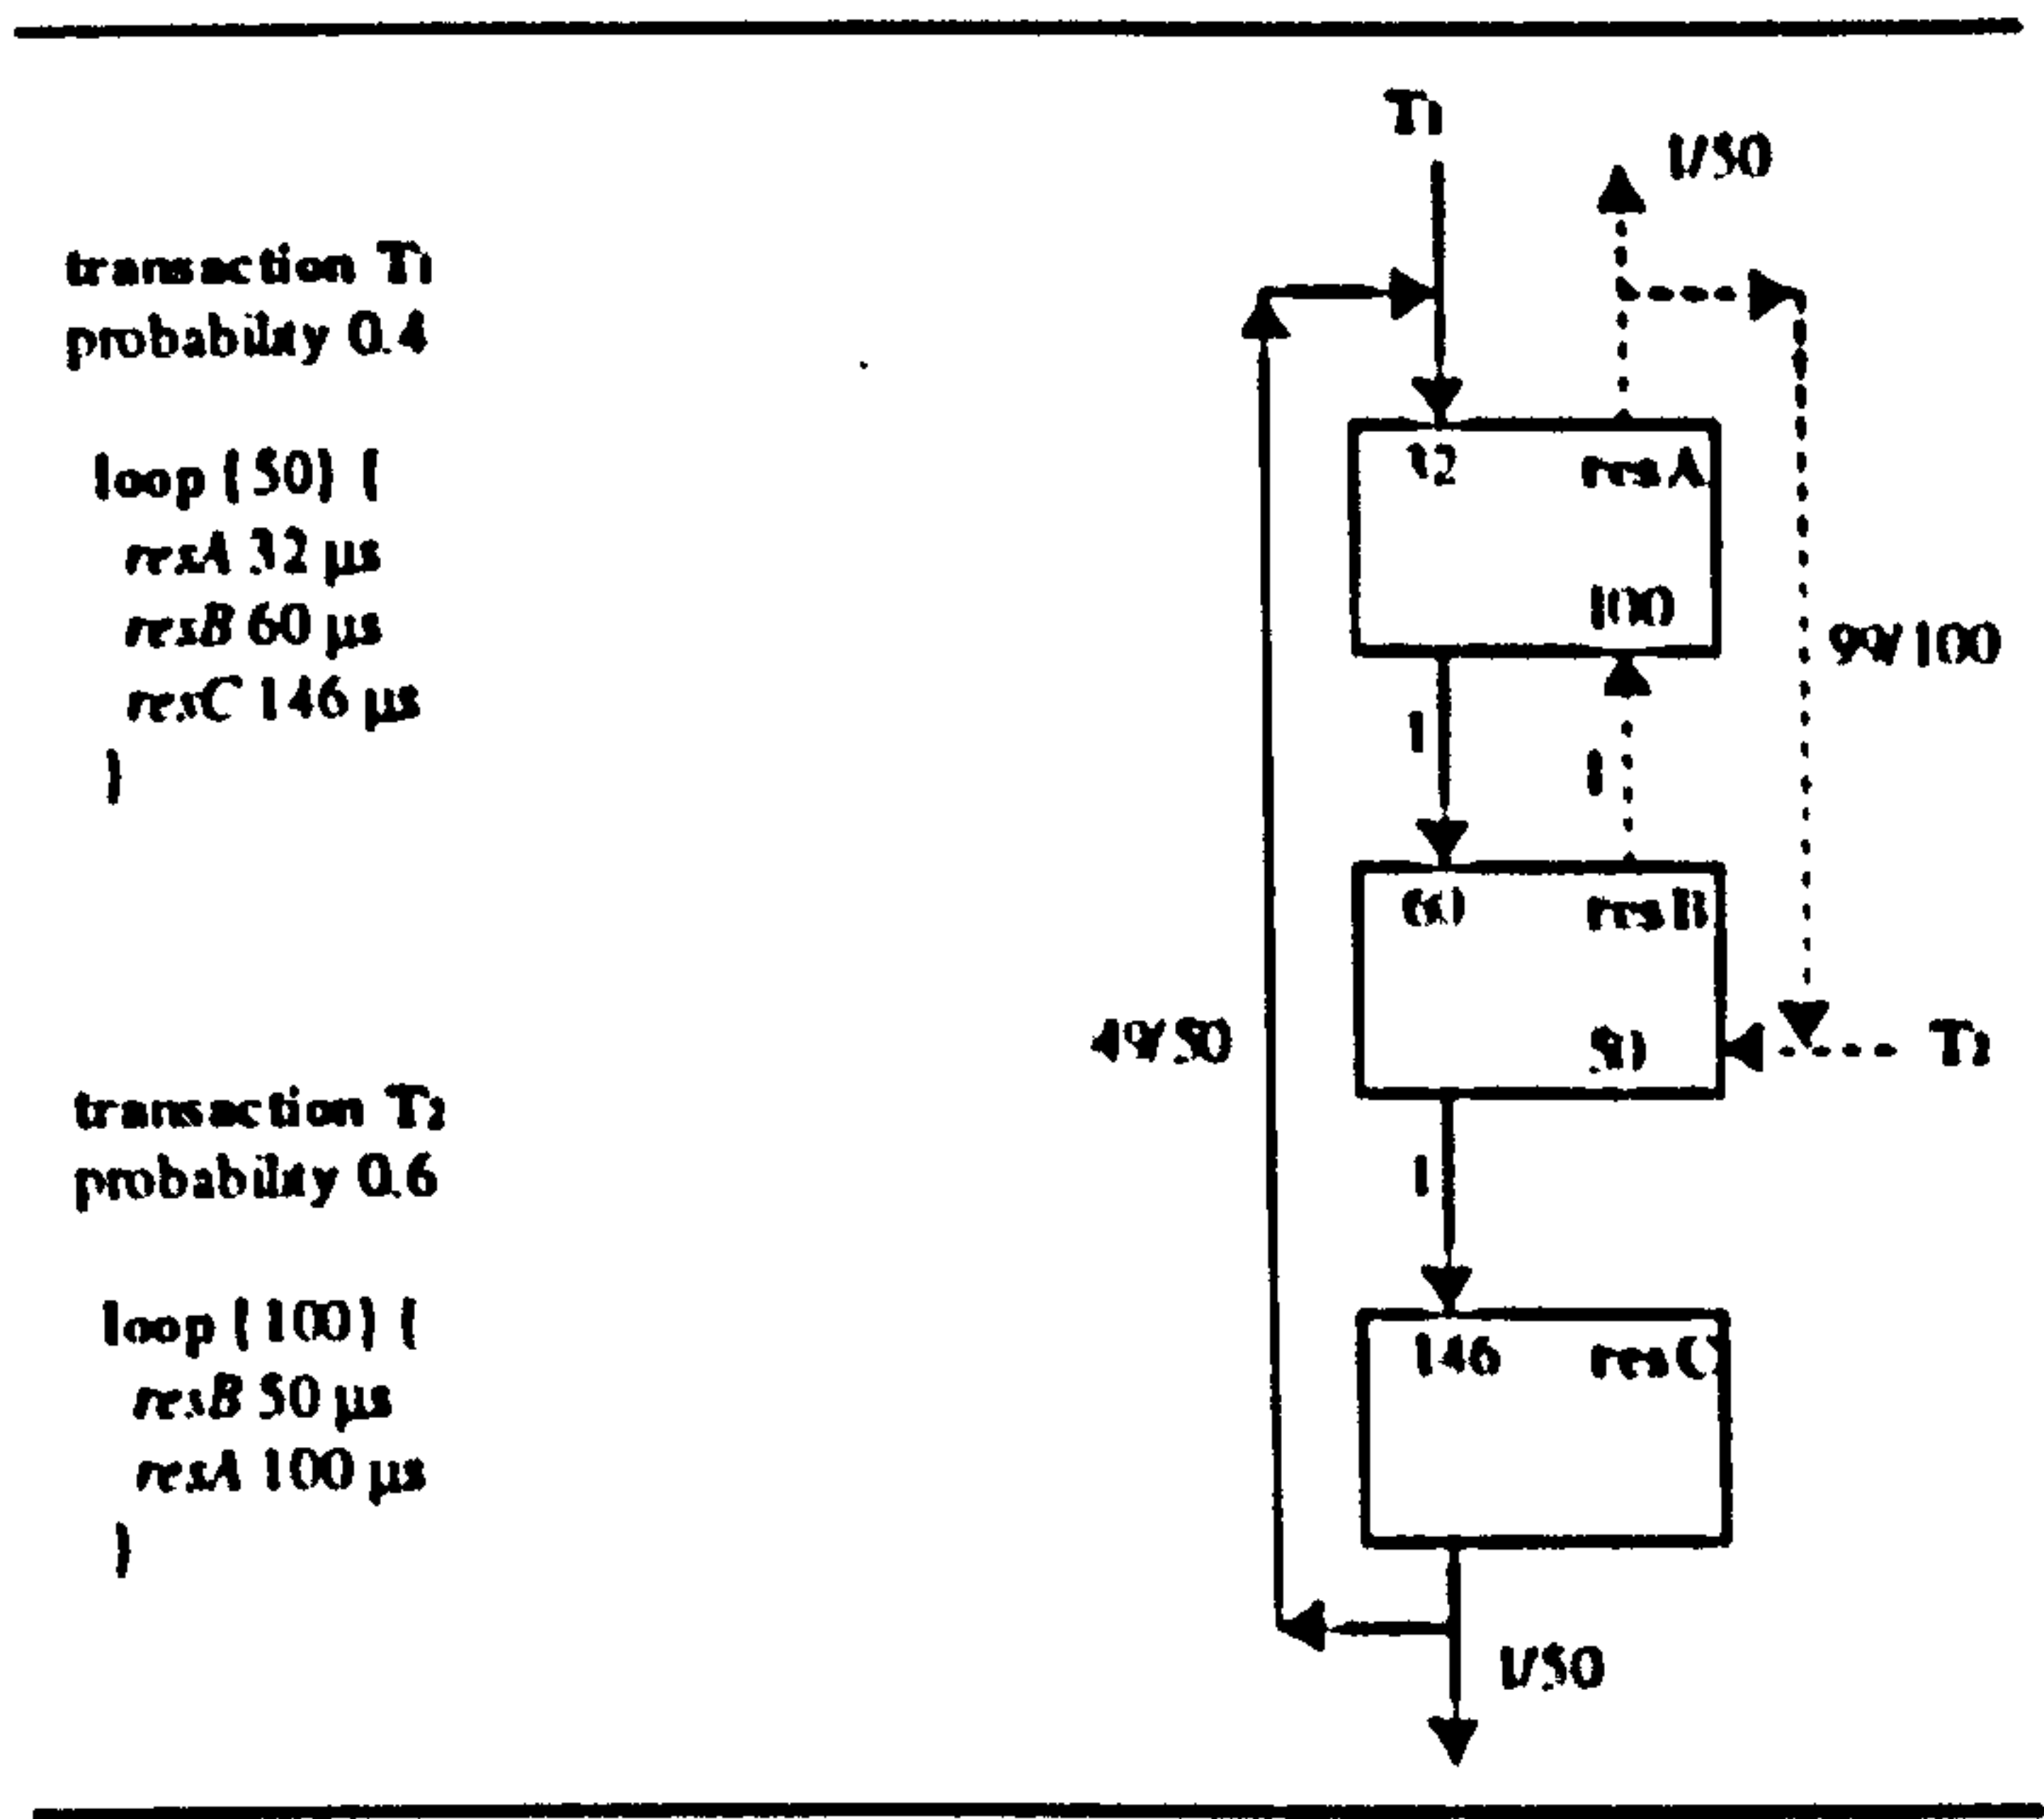 transaction T1
probability 0.4
loop (50) {
resA 32 µs
resB 60 µs
resC 146 µs
}
transaction T2
probability 0.6
loop (100) {
resB 50 µs
resA 100 µs
}
T1
1/50
resA
100
99/100
1
1
60
resB
50
T2
49/50
1
146
resC
1/50